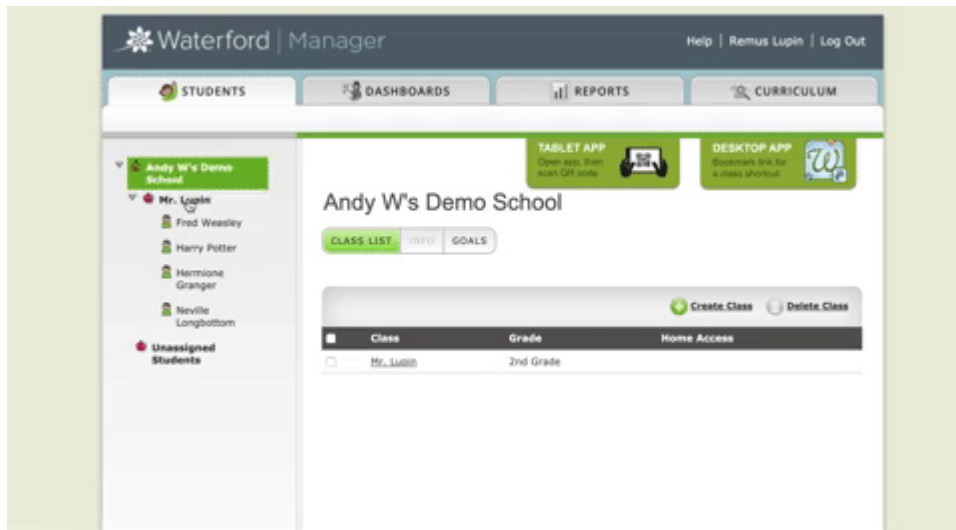 Waterford | Manager
Help | Remus Lupin | Log Out
STUDENTS
DASHBOARDS
REPORTS
CURRICULUM
Andy W's Demo
School
Mr. Lupin
Fred Weasley
Harry Potter
Hermione
Granger
Neville
Longbottom
Unassigned
Students
TABLET APP
Open app, then
scan QR code
DESKTOP APP
Bookmark link for
a class shortcut
W
Andy W's Demo School
CLASS LIST
INFO
GOALS
Create Class
Delete Class
Class
Grade
Home Access
Mr. Lupin
2nd Grade